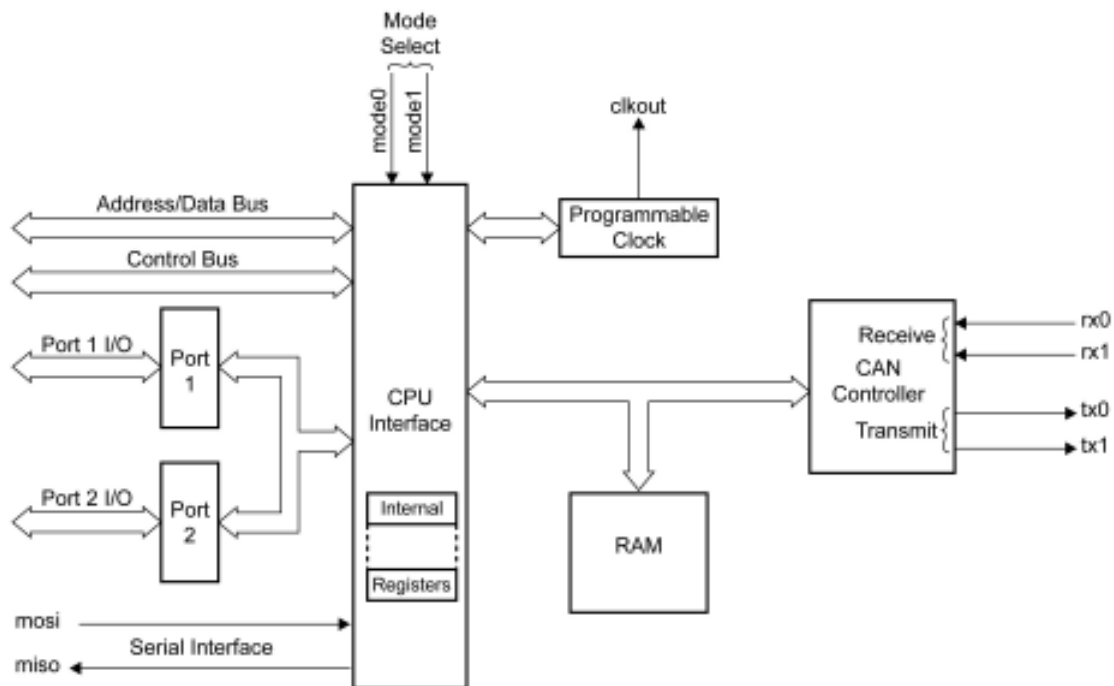 Mode
Select
mode0
mode1
clkout
Address/Data Bus
Programmable
Clock
Control Bus
Port 1 I/O
Port
1
Receive
rx0
rx1
CAN
Controller
CPU
Interface
Transmit
tx0
tx1
Port 2 I/O
Port
2
Internal
RAM
Registers
mosi
Serial Interface
miso